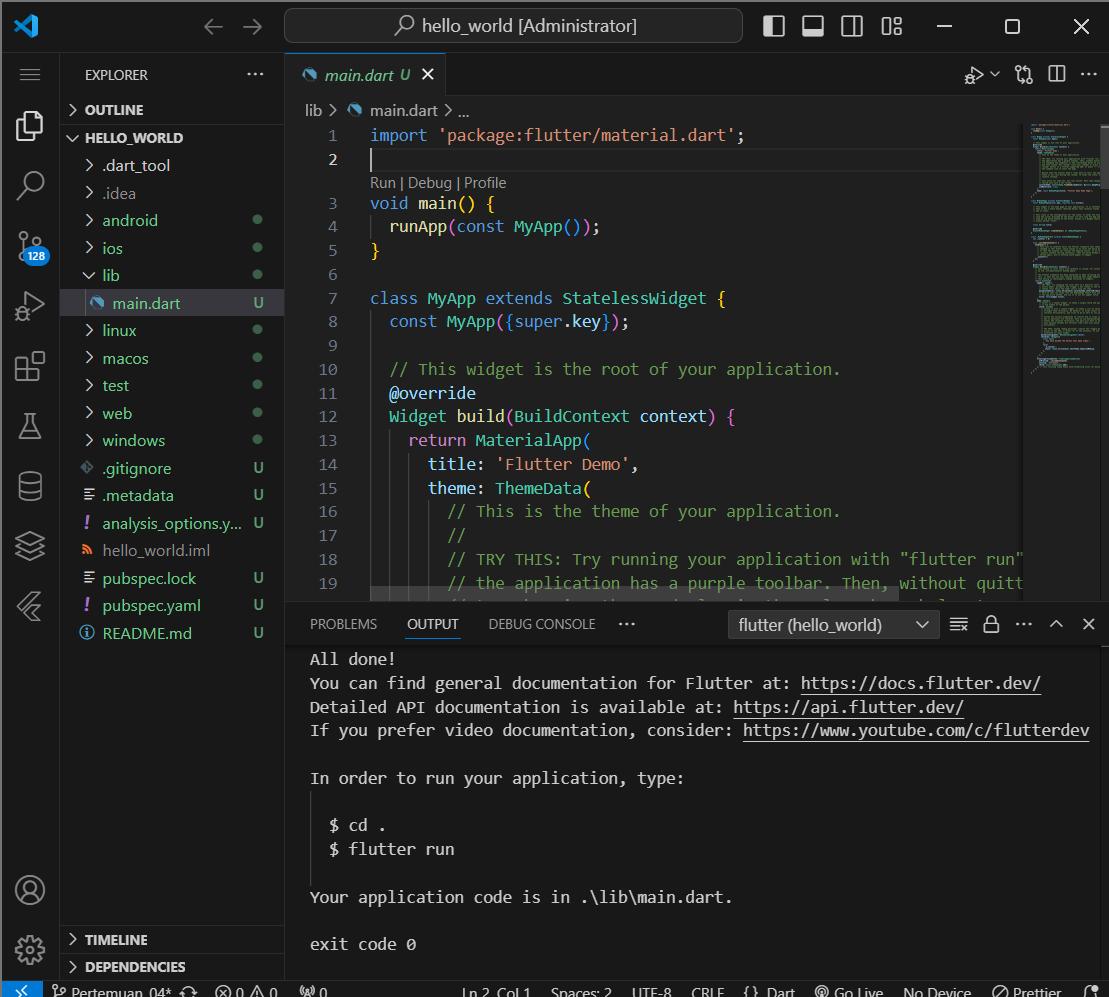 hello_world [Administrator]
EXPLORER
OUTLINE
HELLO_WORLD
.dart_tool
.idea
android
ios
lib
main.dart U
linux
macos
test
web
windows
.gitignore U
.metadata U
analysis_options.y... U
hello_world.iml
pubspec.lock U
pubspec.yaml U
README.md U
TIMELINE
DEPENDENCIES
128
main.dart U
lib > main.dart > ...
1 import 'package:flutter/material.dart';
2
Run | Debug | Profile
3 void main() {
4 runApp(const MyApp());
5 }
6
7 class MyApp extends StatelessWidget {
8 const MyApp({super.key});
9
10 // This widget is the root of your application.
11 @override
12 Widget build(BuildContext context) {
13 return MaterialApp(
14 title: 'Flutter Demo',
15 theme: ThemeData(
16 // This is the theme of your application.
17 //
18 // TRY THIS: Try running your application with "flutter run"
19 // the application has a purple toolbar. Then, without quitt
PROBLEMS OUTPUT DEBUG CONSOLE ... flutter (hello_world)
All done!
You can find general documentation for Flutter at: https://docs.flutter.dev/
Detailed API documentation is available at: https://api.flutter.dev/
If you prefer video documentation, consider: https://www.youtube.com/c/flutterdev
In order to run your application, type:
$ cd .
$ flutter run
Your application code is in .\lib\main.dart.
exit code 0
Pertemuan_04* 0 0 0 Ln 2, Col 1 Spaces: 2 UTF-8 CRLF {} Dart Go Live No Device Prettier